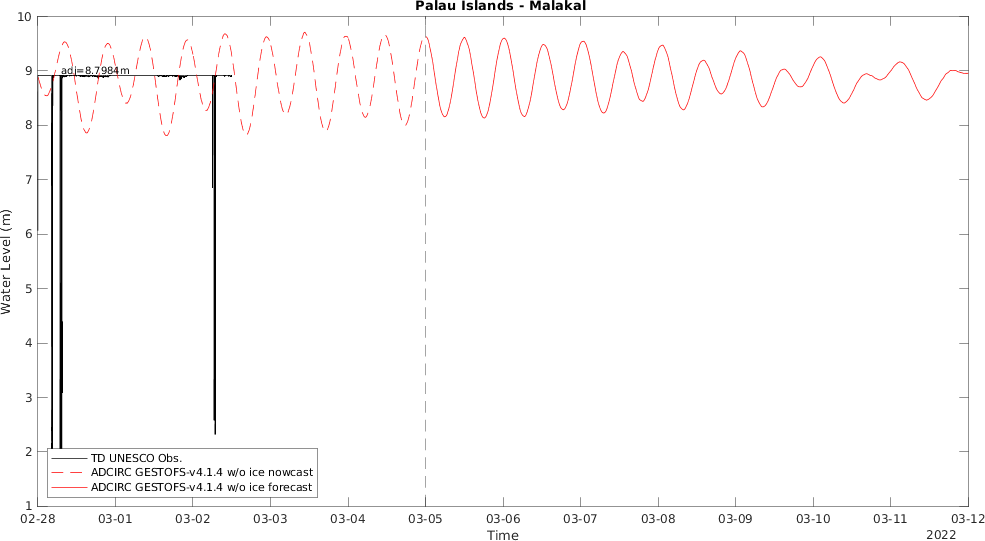 Palau Islands - Malakal
10
9
8
7
6
5
4
3
2
1
Water Level (m)
adj=8.7984m
TD UNESCO Obs.
ADCIRC GESTOFS-v4.1.4 w/o ice nowcast
ADCIRC GESTOFS-v4.1.4 w/o ice forecast
02-28 03-01 03-02 03-03 03-04 03-05 03-06 03-07 03-08 03-09 03-10 03-11 03-12
Time
2022